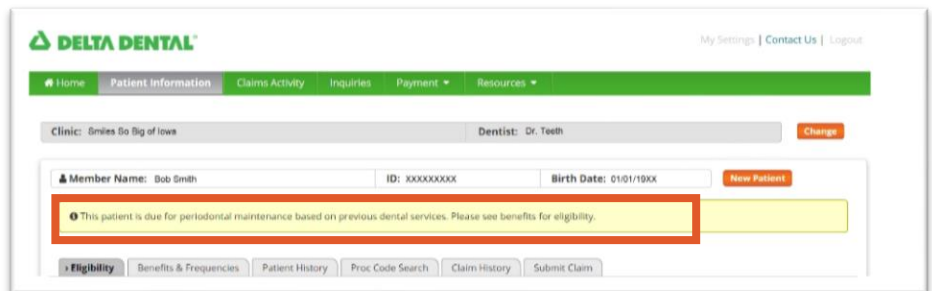 DELTA DENTAL
My Settings | Contact Us | Logout
Home Patient Information Claims Activity Inquiries Payment Resources
Clinic: Smiles So Big of Iowa Dentist: Dr. Teeth Change
Member Name: Bob Smith ID: XXXXXXXXX Birth Date: 01/01/19XX New Patient
This patient is due for periodontal maintenance based on previous dental services. Please see benefits for eligibility.
› Eligibility Benefits & Frequencies Patient History Proc Code Search Claim History Submit Claim